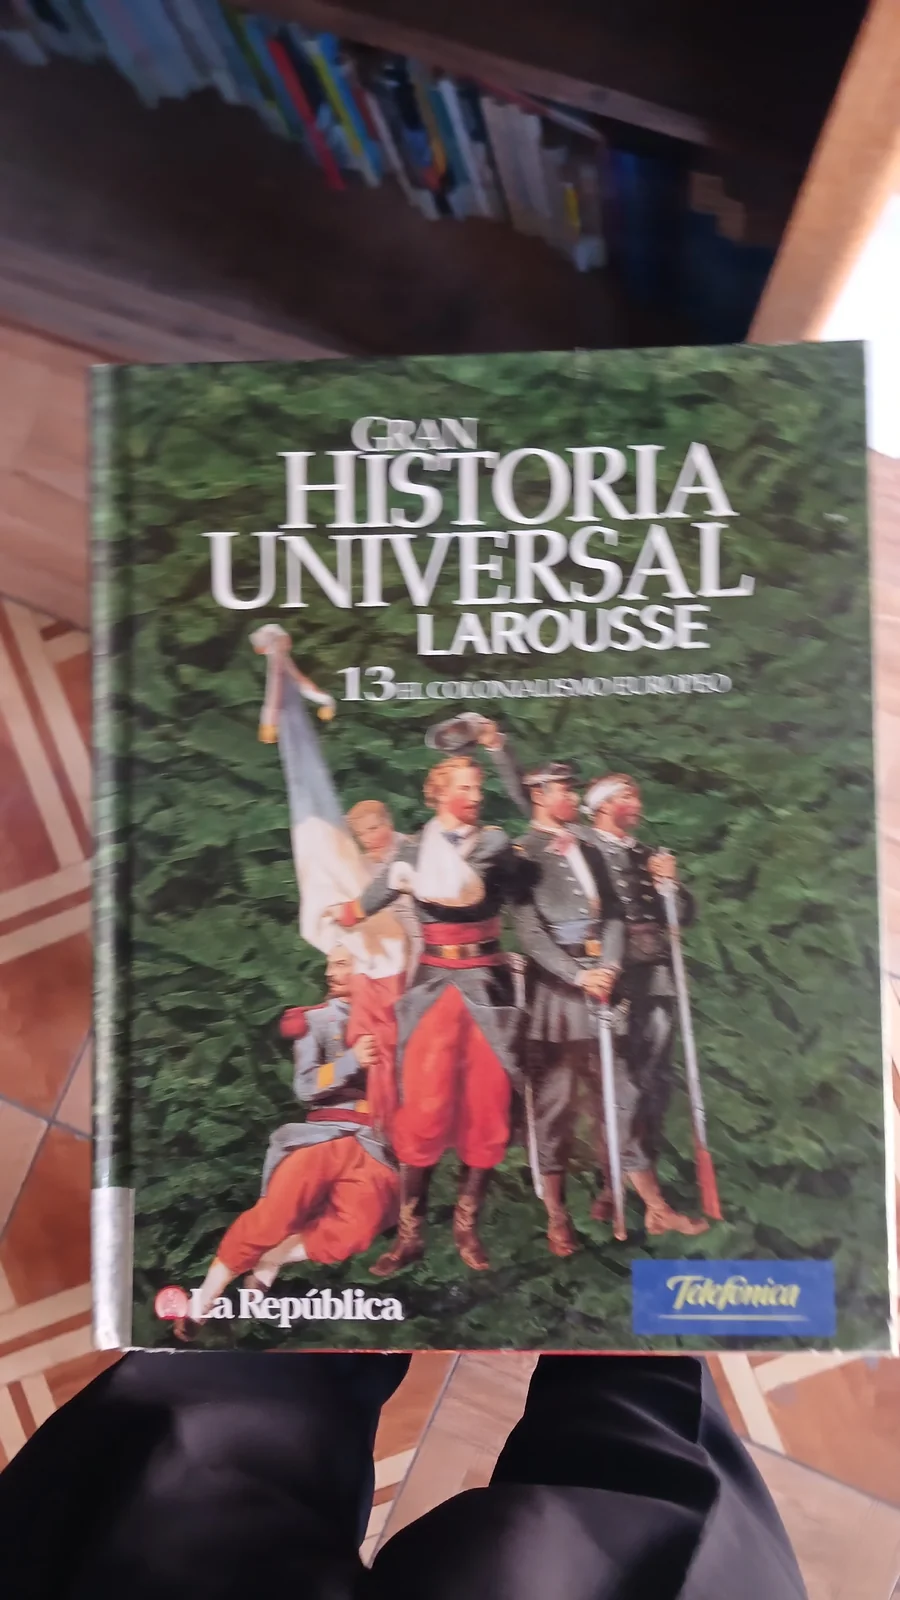 GRAN
HISTORIA
UNIVERSAL
LAROUSSE
13 EL COLONIALISMO EUROPEO
La República
Telefónica